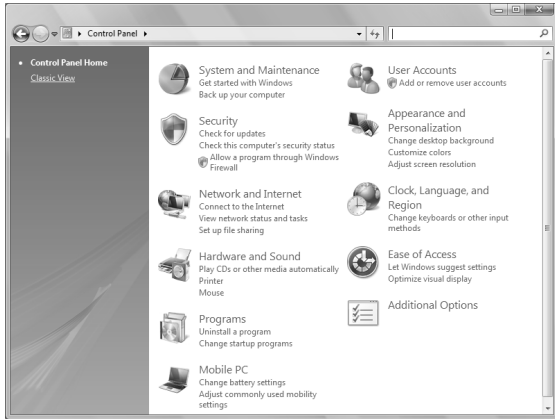 Control Panel
Control Panel Home
Classic View
System and Maintenance
Get started with Windows
Back up your computer
Security
Check for updates
Check this computer's security status
Allow a program through Windows
Firewall
Network and Internet
Connect to the Internet
View network status and tasks
Set up file sharing
Hardware and Sound
Play CDs or other media automatically
Printer
Mouse
Programs
Uninstall a program
Change startup programs
Mobile PC
Change battery settings
Adjust commonly used mobility
settings
User Accounts
Add or remove user accounts
Appearance and
Personalization
Change desktop background
Customize colors
Adjust screen resolution
Clock, Language, and
Region
Change keyboards or other input
methods
Ease of Access
Let Windows suggest settings
Optimize visual display
Additional Options